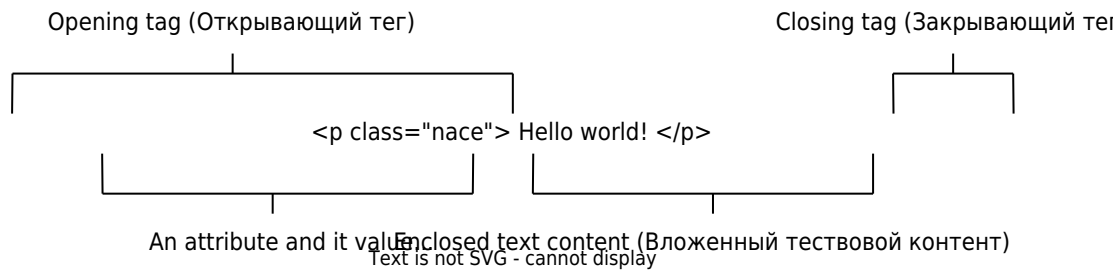 Opening tag (Открывающий тег)
Closing tag (Закрывающий тег
<p class="nace"> Hello world! </p>
An attribute and it value...
Enclosed text content (Вложенный тествовой контент)
Text is not SVG - cannot display